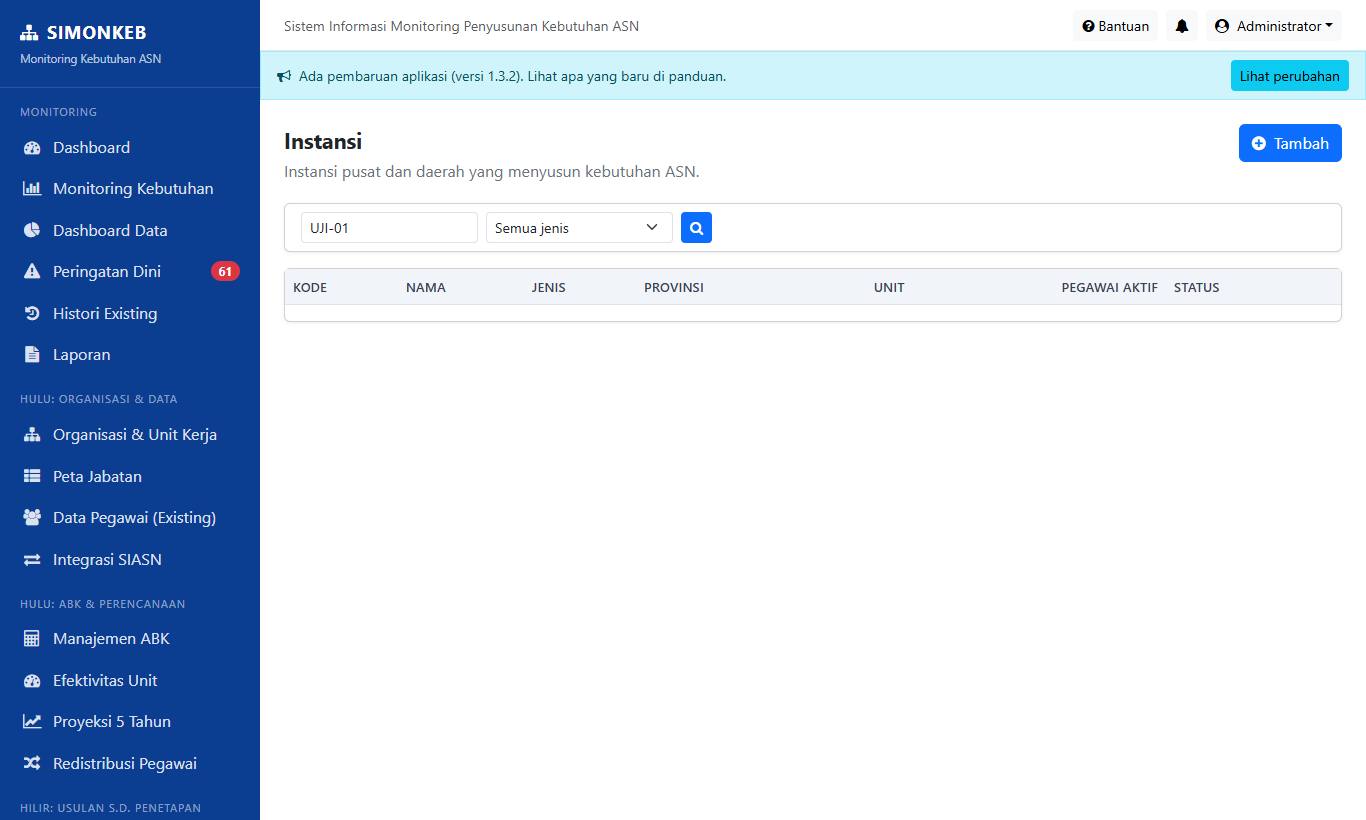 SIMONKEB
Monitoring Kebutuhan ASN
MONITORING
Dashboard
Monitoring Kebutuhan
Dashboard Data
Peringatan Dini 61
Histori Existing
Laporan
HULU: ORGANISASI & DATA
Organisasi & Unit Kerja
Peta Jabatan
Data Pegawai (Existing)
Integrasi SIASN
HULU: ABK & PERENCANAAN
Manajemen ABK
Efektivitas Unit
Proyeksi 5 Tahun
Redistribusi Pegawai
HILIR: USULAN S.D. PENETAPAN
Sistem Informasi Monitoring Penyusunan Kebutuhan ASN
Bantuan
Administrator
Ada pembaruan aplikasi (versi 1.3.2). Lihat apa yang baru di panduan.
Lihat perubahan
Instansi
Instansi pusat dan daerah yang menyusun kebutuhan ASN.
Tambah
UJI-01
Semua jenis
KODE NAMA JENIS PROVINSI UNIT PEGAWAI AKTIF STATUS